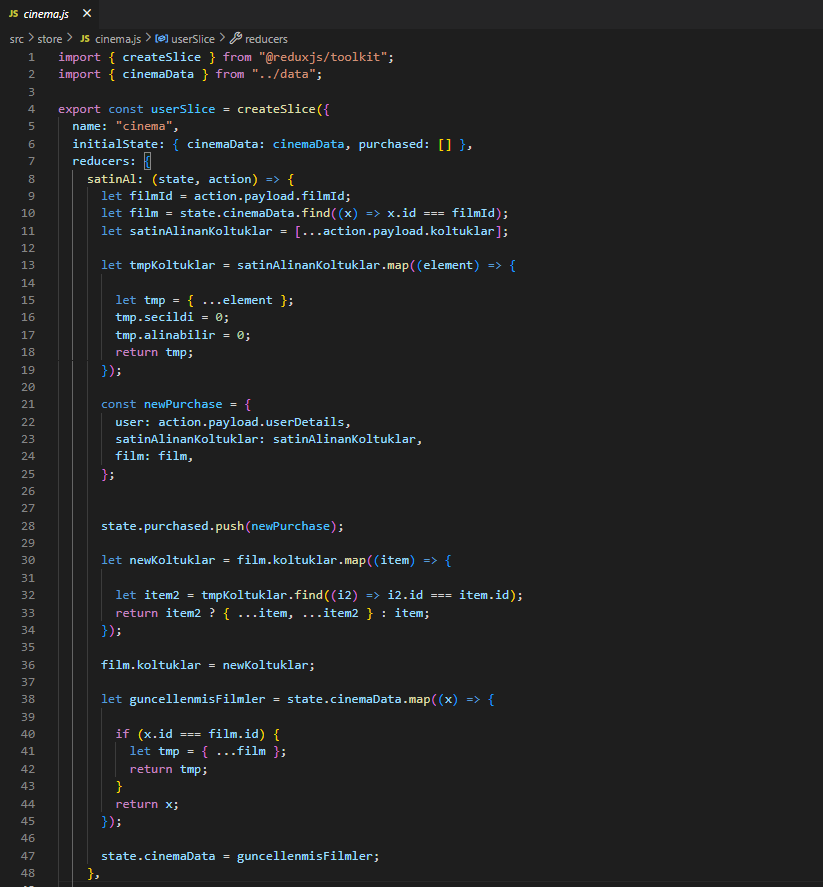 JS cinema.js ×
src > store > JS cinema.js > userSlice > reducers
1 import { createSlice } from "@reduxjs/toolkit";
2 import { cinemaData } from "../data";
3
4 export const userSlice = createSlice({
5 name: "cinema",
6 initialState: { cinemaData: cinemaData, purchased: [] },
7 reducers: {
8 satinAl: (state, action) => {
9 let filmId = action.payload.filmId;
10 let film = state.cinemaData.find((x) => x.id === filmId);
11 let satinAlinanKoltuklar = [...action.payload.koltuklar];
12
13 let tmpKoltuklar = satinAlinanKoltuklar.map((element) => {
14
15 let tmp = { ...element };
16 tmp.secildi = 0;
17 tmp.alinabilir = 0;
18 return tmp;
19 });
20
21 const newPurchase = {
22 user: action.payload.userDetails,
23 satinAlinanKoltuklar: satinAlinanKoltuklar,
24 film: film,
25 };
26
27
28 state.purchased.push(newPurchase);
29
30 let newKoltuklar = film.koltuklar.map((item) => {
31
32 let item2 = tmpKoltuklar.find((i2) => i2.id === item.id);
33 return item2 ? { ...item, ...item2 } : item;
34 });
35
36 film.koltuklar = newKoltuklar;
37
38 let guncellenmisFilmler = state.cinemaData.map((x) => {
39
40 if (x.id === film.id) {
41 let tmp = { ...film };
42 return tmp;
43 }
44 return x;
45 });
46
47 state.cinemaData = guncellenmisFilmler;
48 },